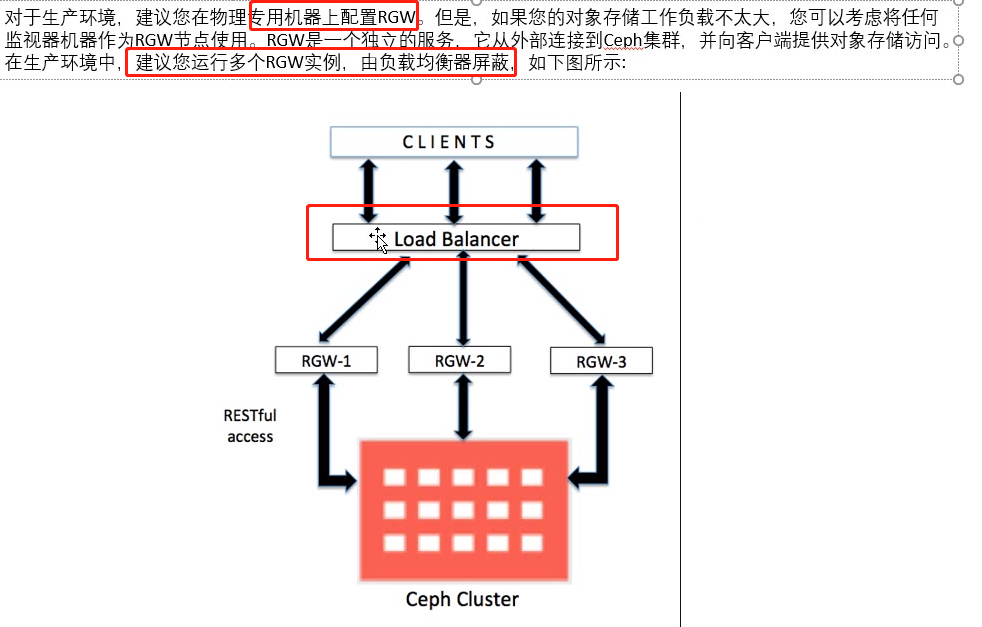 对于生产环境，建议您在物理专用机器上配置RGW。但是，如果您的对象存储工作负载不太大，您可以考虑将任何
监视器机器作为RGW节点使用。RGW是一个独立的服务，它从外部连接到Ceph集群，并向客户端提供对象存储访问。
在生产环境中，建议您运行多个RGW实例，由负载均衡器屏蔽，如下图所示:
CLIENTS
Load Balancer
RGW-1
RGW-2
RGW-3
RESTful
access
Ceph Cluster